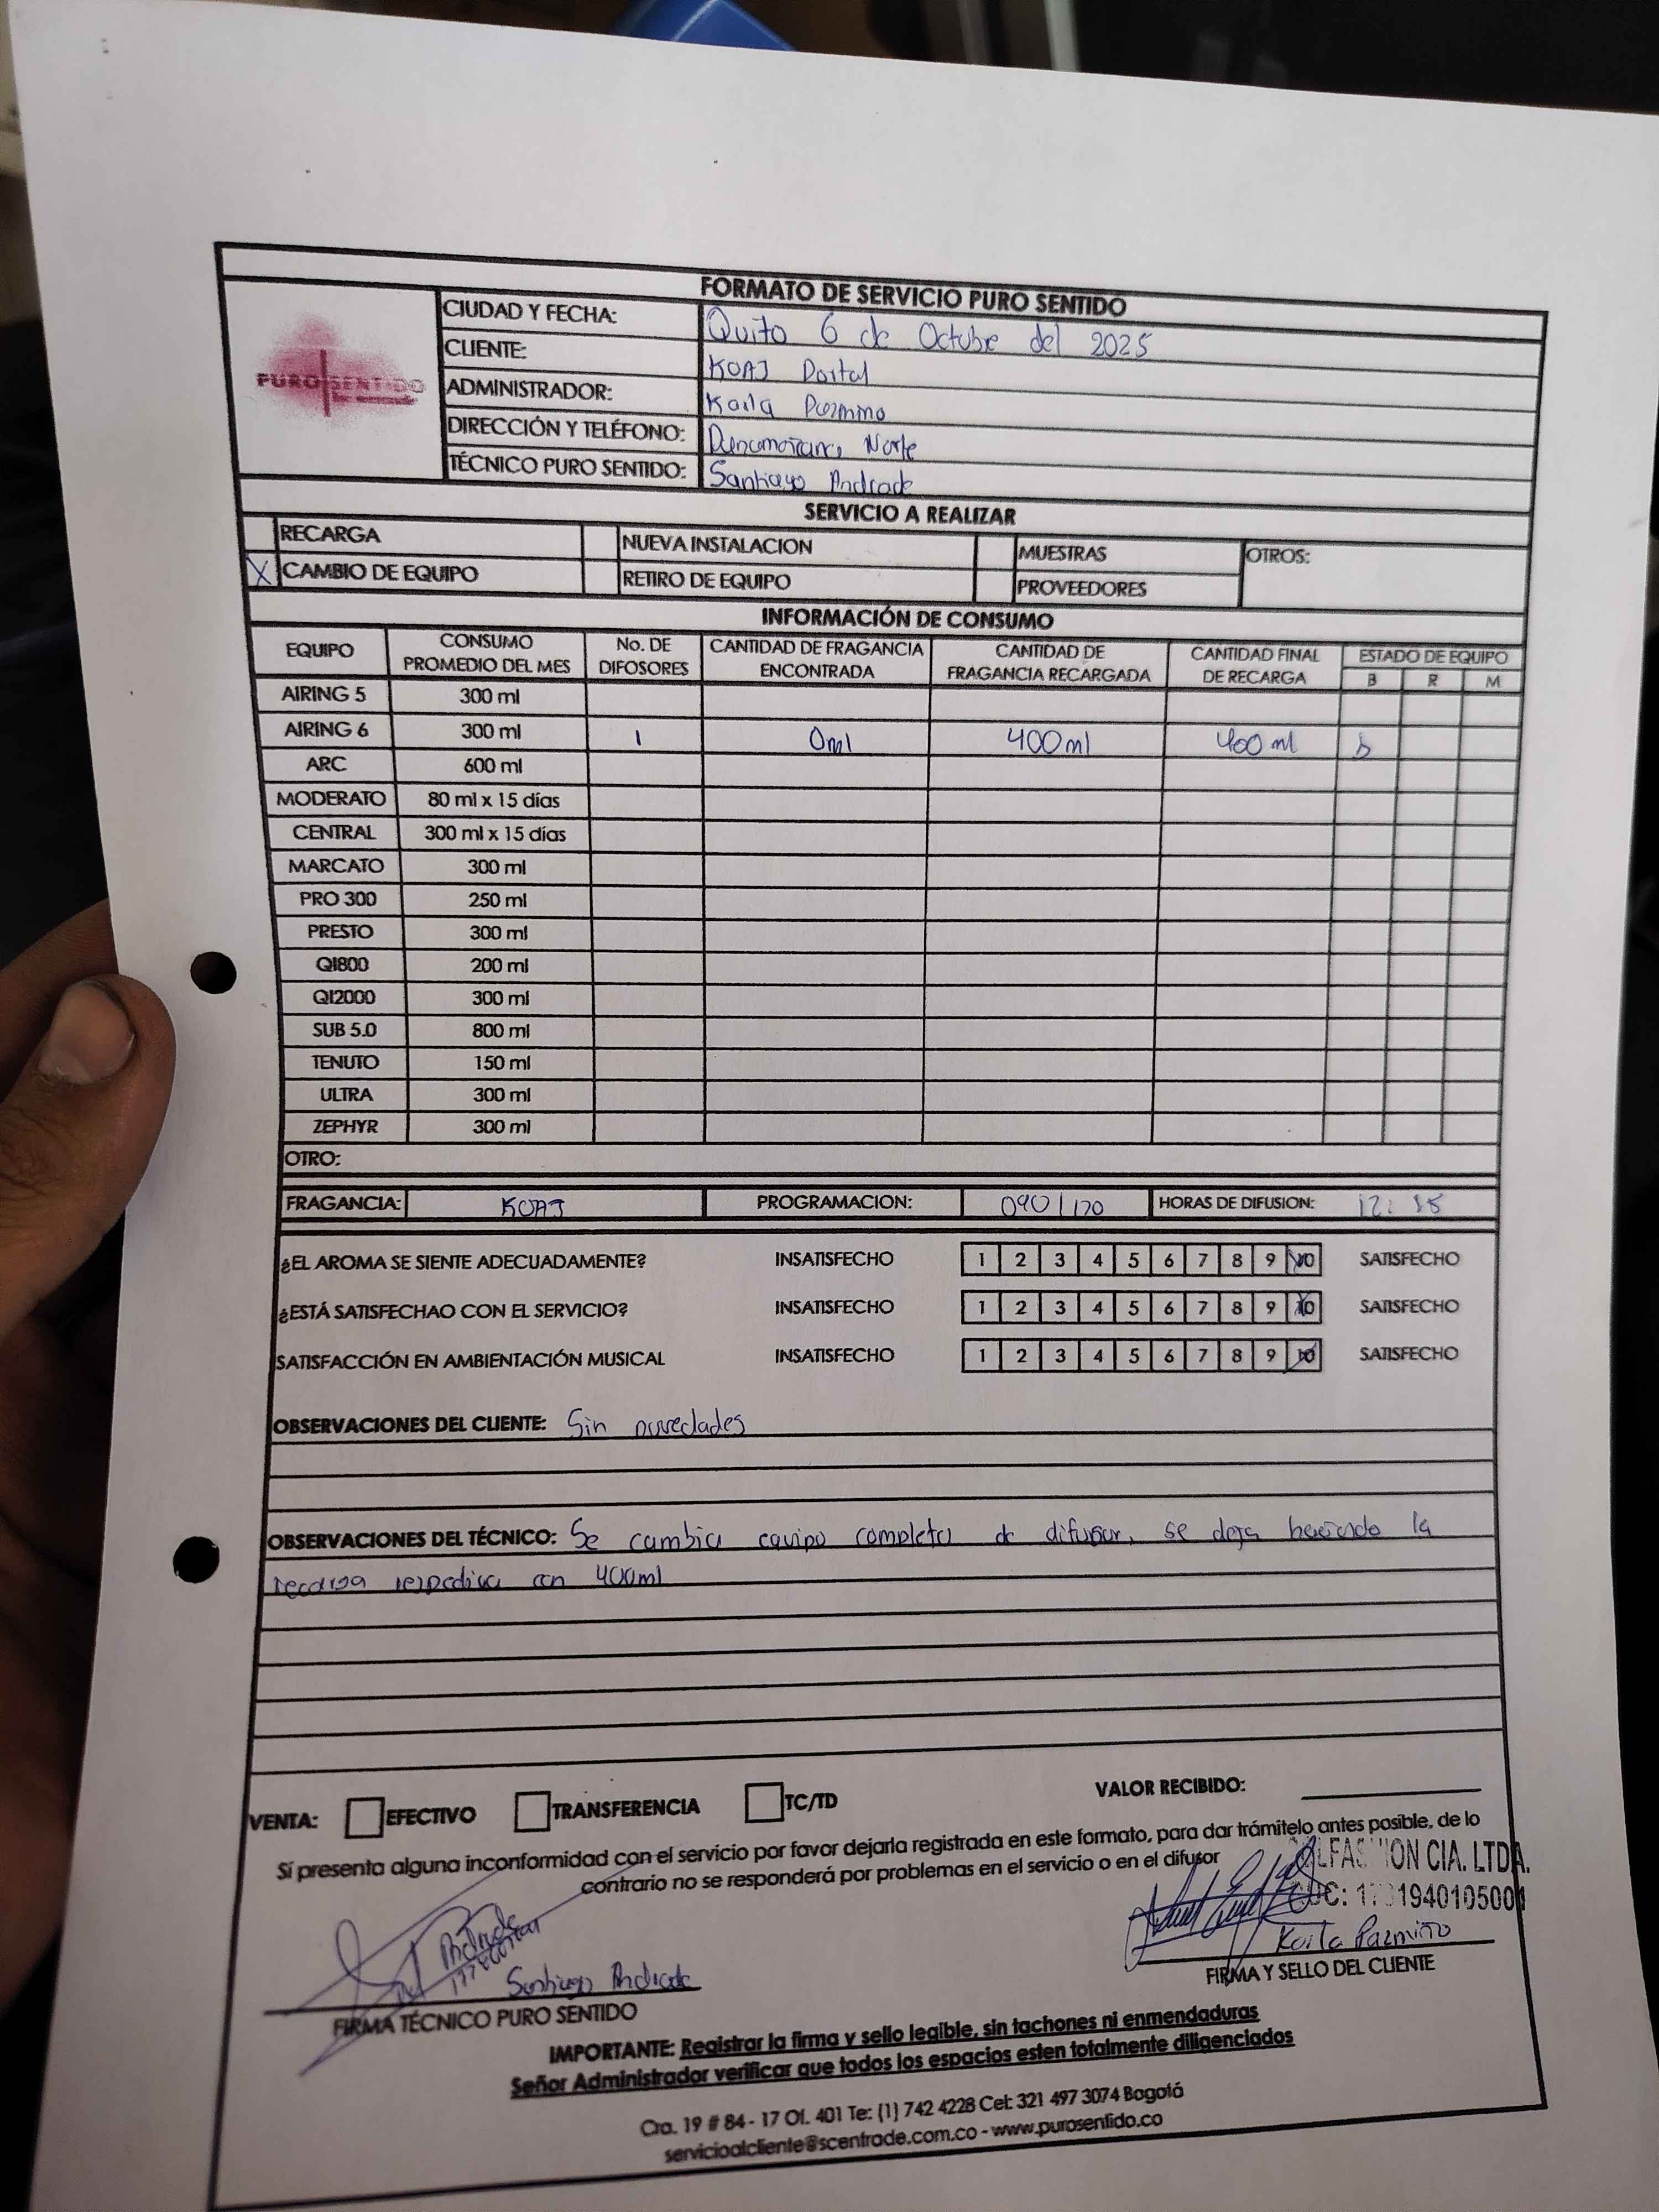 FORMATO DE SERVICIO PURO SENTIDO
PURO SENTIDO
CIUDAD Y FECHA: Quito 6 de Octubre del 2025
CLIENTE: KOAJ Portal
ADMINISTRADOR: Karla Pazmino
DIRECCIÓN Y TELÉFONO: Panamericana Norte
TÉCNICO PURO SENTIDO: Santiago Andrade
SERVICIO A REALIZAR
RECARGA NUEVA INSTALACION MUESTRAS OTROS:
X CAMBIO DE EQUIPO RETIRO DE EQUIPO PROVEEDORES
INFORMACIÓN DE CONSUMO
EQUIPO CONSUMO PROMEDIO DEL MES No. DE DIFOSORES CANTIDAD DE FRAGANCIA ENCONTRADA CANTIDAD DE FRAGANCIA RECARGADA CANTIDAD FINAL DE RECARGA ESTADO DE EQUIPO
B R M
AIRING 5 300 ml
AIRING 6 300 ml 1 0ml 400ml 400 ml b
ARC 600 ml
MODERATO 80 ml x 15 días
CENTRAL 300 ml x 15 días
MARCATO 300 ml
PRO 300 250 ml
PRESTO 300 ml
QI800 200 ml
QI2000 300 ml
SUB 5.0 800 ml
TENUTO 150 ml
ULTRA 300 ml
ZEPHYR 300 ml
OTRO:
FRAGANCIA: KOAJ PROGRAMACION: 090/170 HORAS DE DIFUSION:
¿EL AROMA SE SIENTE ADECUADAMENTE? INSATISFECHO 1 2 3 4 5 6 7 8 9 10 SATISFECHO
¿ESTÁ SATISFECHAO CON EL SERVICIO? INSATISFECHO 1 2 3 4 5 6 7 8 9 10 SATISFECHO
SATISFACCIÓN EN AMBIENTACIÓN MUSICAL INSATISFECHO 1 2 3 4 5 6 7 8 9 10 SATISFECHO
OBSERVACIONES DEL CLIENTE: Sin novedades
OBSERVACIONES DEL TÉCNICO: Se cambia equipo completo de difusor, se deja haciendo la
recarga respectiva con 400ml
VENTA: EFECTIVO TRANSFERENCIA TC/TD VALOR RECIBIDO:
Sí presenta alguna inconformidad con el servicio por favor dejarla registrada en este formato, para dar trámitelo antes posible, de lo
contrario no se responderá por problemas en el servicio o en el difusor
CIA. LTDA.
Andrade
Santiago Andrade
Karla Pazmiño
FIRMA TÉCNICO PURO SENTIDO
FIRMA Y SELLO DEL CLIENTE
IMPORTANTE: Registrar la firma y sello legible, sin tachones ni enmendaduras
Señor Administrador verificar que todos los espacios esten totalmente diligenciados
Cra. 19 # 84 - 17 Of. 401 Te: (1) 742 4228 Cel: 321 497 3074 Bogotá
servicioalcliente@scentrade.com.co - www.purosentido.co